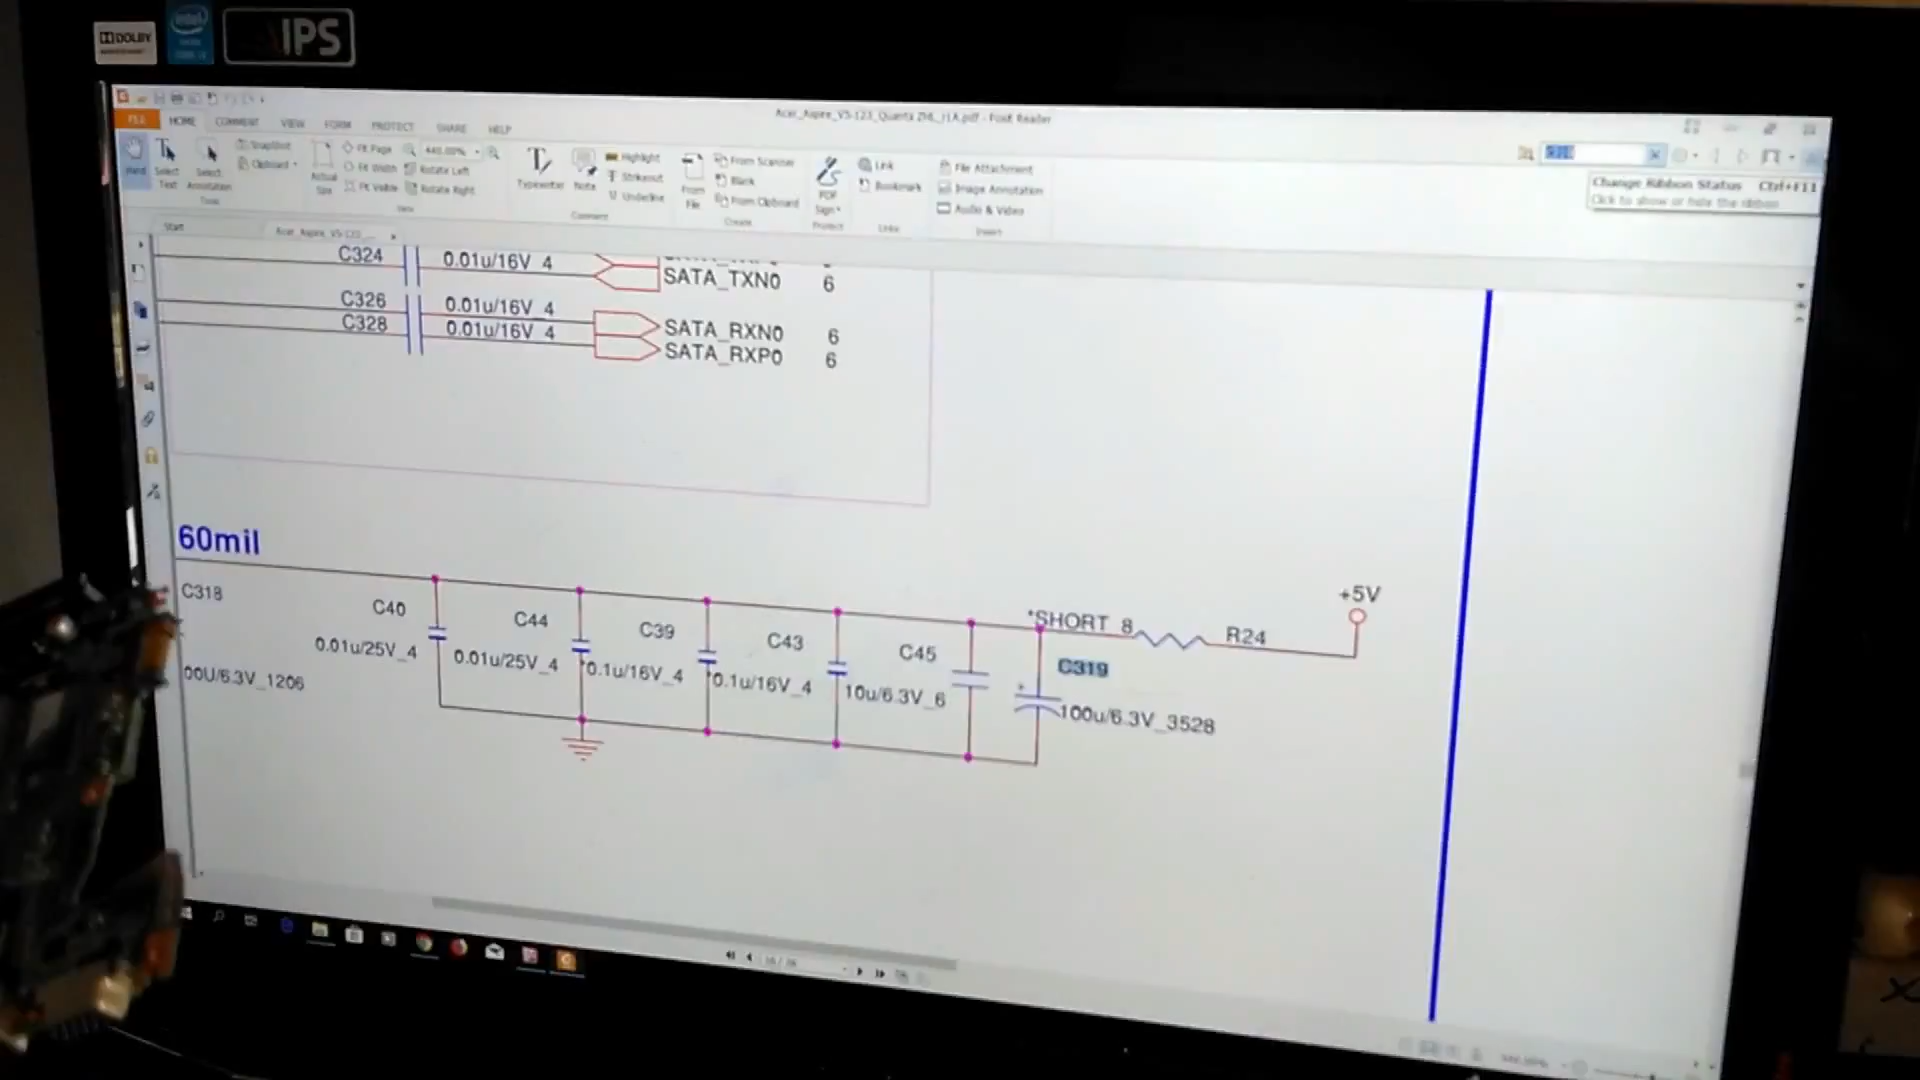 DOLBY
intel
IPS
Acer_Aspire_V5-123_Quanta ZHL_r1A.pdf - Foxit Reader
FILE HOME COMMENT VIEW FORM PROTECT SHARE HELP
Hand
Select Text
Select Annotation
SnapShot
Clipboard
Tools
Actual Size
Fit Page
Fit Width
Fit Visible
Rotate Left
Rotate Right
View
Typewriter
Note
Highlight
Strikeout
Underline
Comment
From File
From Scanner
Blank
From Clipboard
Create
PDF Sign
Protect
Link
Bookmark
Links
File Attachment
Image Annotation
Audio & Video
Insert
Change Ribbon Status Ctrl+F11
Click to show or hide the ribbon
Start
C324 0.01u/16V_4
SATA_TXN0 6
C326 0.01u/16V_4
SATA_RXN0 6
C328 0.01u/16V_4
SATA_RXP0 6
60mil
C318
00U/6.3V_1206
C40
0.01u/25V_4
C44
0.01u/25V_4
C39
*0.1u/16V_4
C43
*0.1u/16V_4
C45
10u/6.3V_6
*SHORT_8
R24
+5V
C319
+
100u/6.3V_3528